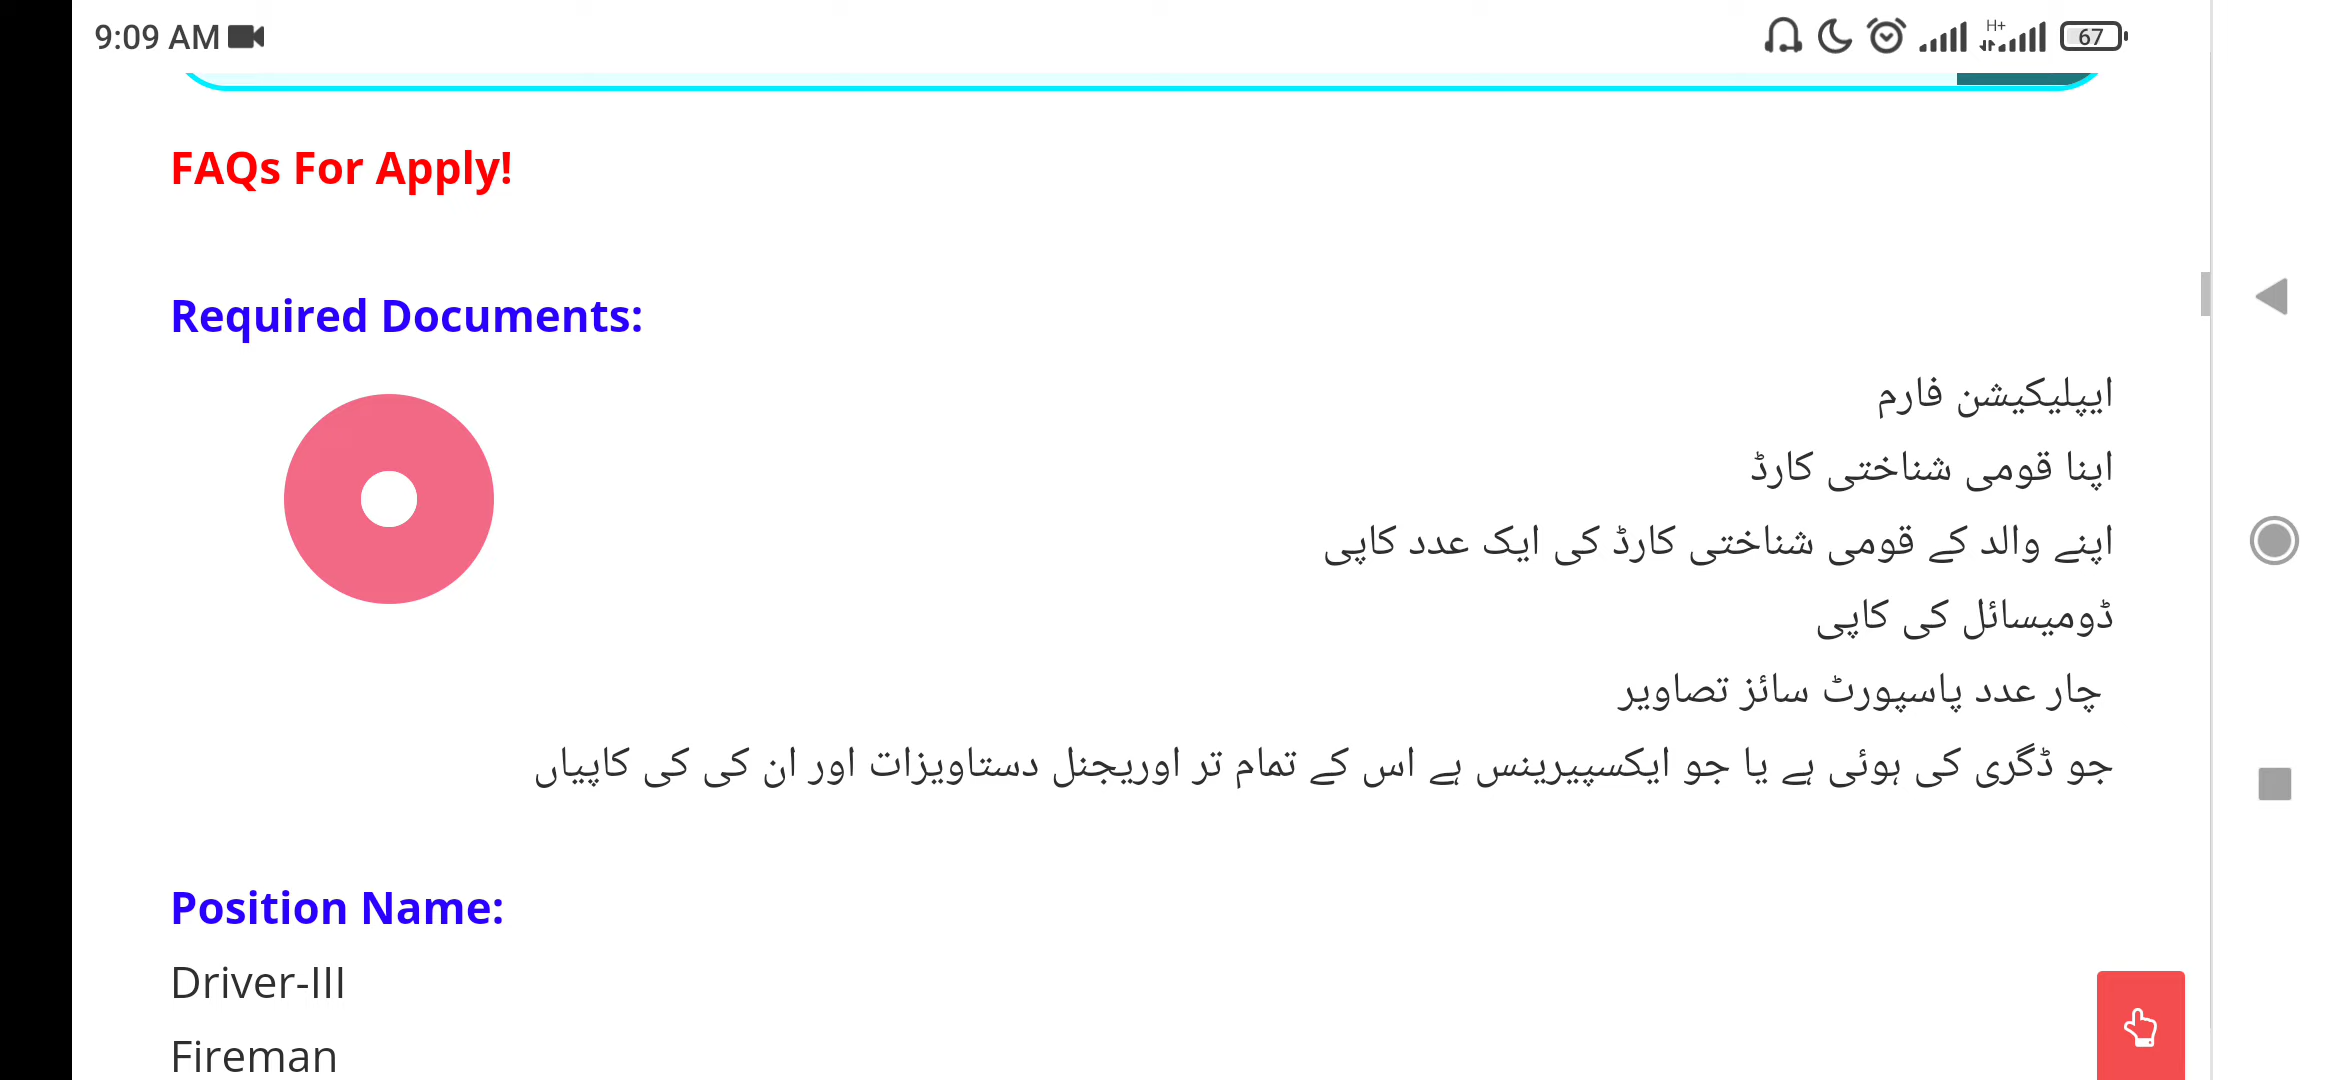 9:09 AM
H+
67
FAQs For Apply!
Required Documents:
ایپلیکیشن فارم
اپنا قومی شناختی کارڈ
اپنے والد کے قومی شناختی کارڈ کی ایک عدد کاپی
ڈومیسائل کی کاپی
چار عدد پاسپورٹ سائز تصاویر
جو ڈگری کی ہوئی ہے یا جو ایکسپیرینس ہے اس کے تمام تر اوریجنل دستاویزات اور ان کی کی کاپیاں
Position Name:
Driver-III
Fireman